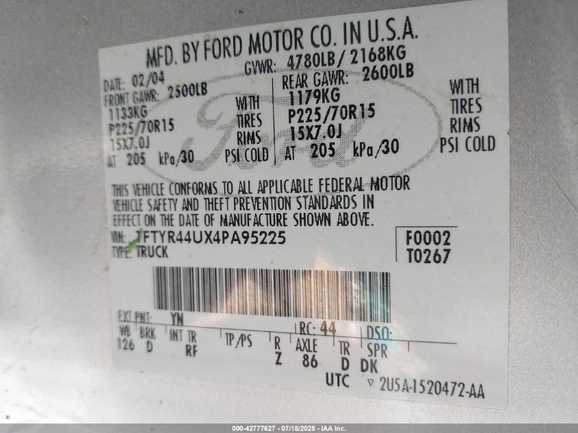 MFD. BY FORD MOTOR CO. IN U.S.A.
DATE: 02/04 GVWR: 4780LB/ 2168KG
FRONT GAWR: 2500LB REAR GAWR: 2600LB
1133KG WITH 1179KG WITH
P225/70R15 TIRES P225/70R15 TIRES
15X7.0J RIMS 15X7.0J RIMS
AT 205 kPa/30 PSI COLD AT 205 kPa/30 PSI COLD
Ford
THIS VEHICLE CONFORMS TO ALL APPLICABLE FEDERAL MOTOR
VEHICLE SAFETY AND THEFT PREVENTION STANDARDS IN
EFFECT ON THE DATE OF MANUFACTURE SHOWN ABOVE.
VIN: 1FTYR44UX4PA95225 F0002
TYPE: TRUCK T0267
EXT PNT: YN RC: 44 DSO:
WB BRK INT TR TP/PS R AXLE TR SPR
126 D RF Z 86 D DK
UTC ▽ 2U5A-1520472-AA
000-42777627 / 07/18/2025 - IAA Inc.